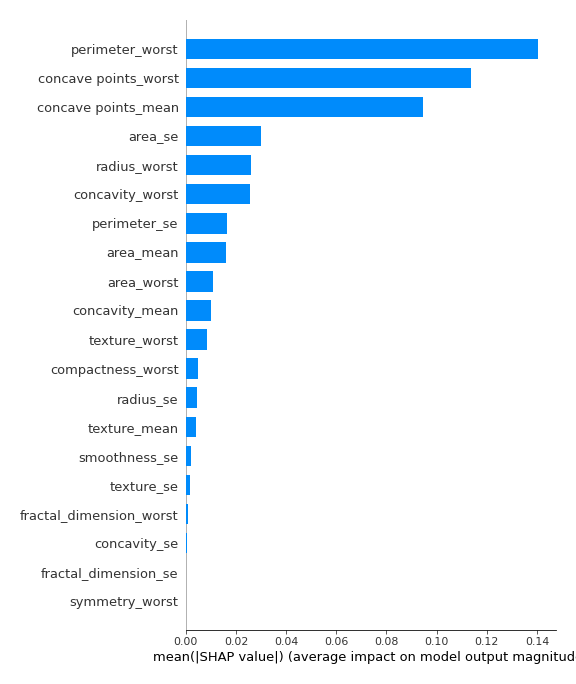 perimeter_worst
concave points_worst
concave points_mean
area_se
radius_worst
concavity_worst
perimeter_se
area_mean
area_worst
concavity_mean
texture_worst
compactness_worst
radius_se
texture_mean
smoothness_se
texture_se
fractal_dimension_worst
concavity_se
fractal_dimension_se
symmetry_worst
0.00 0.02 0.04 0.06 0.08 0.10 0.12 0.14
mean(|SHAP value|) (average impact on model output magnitud